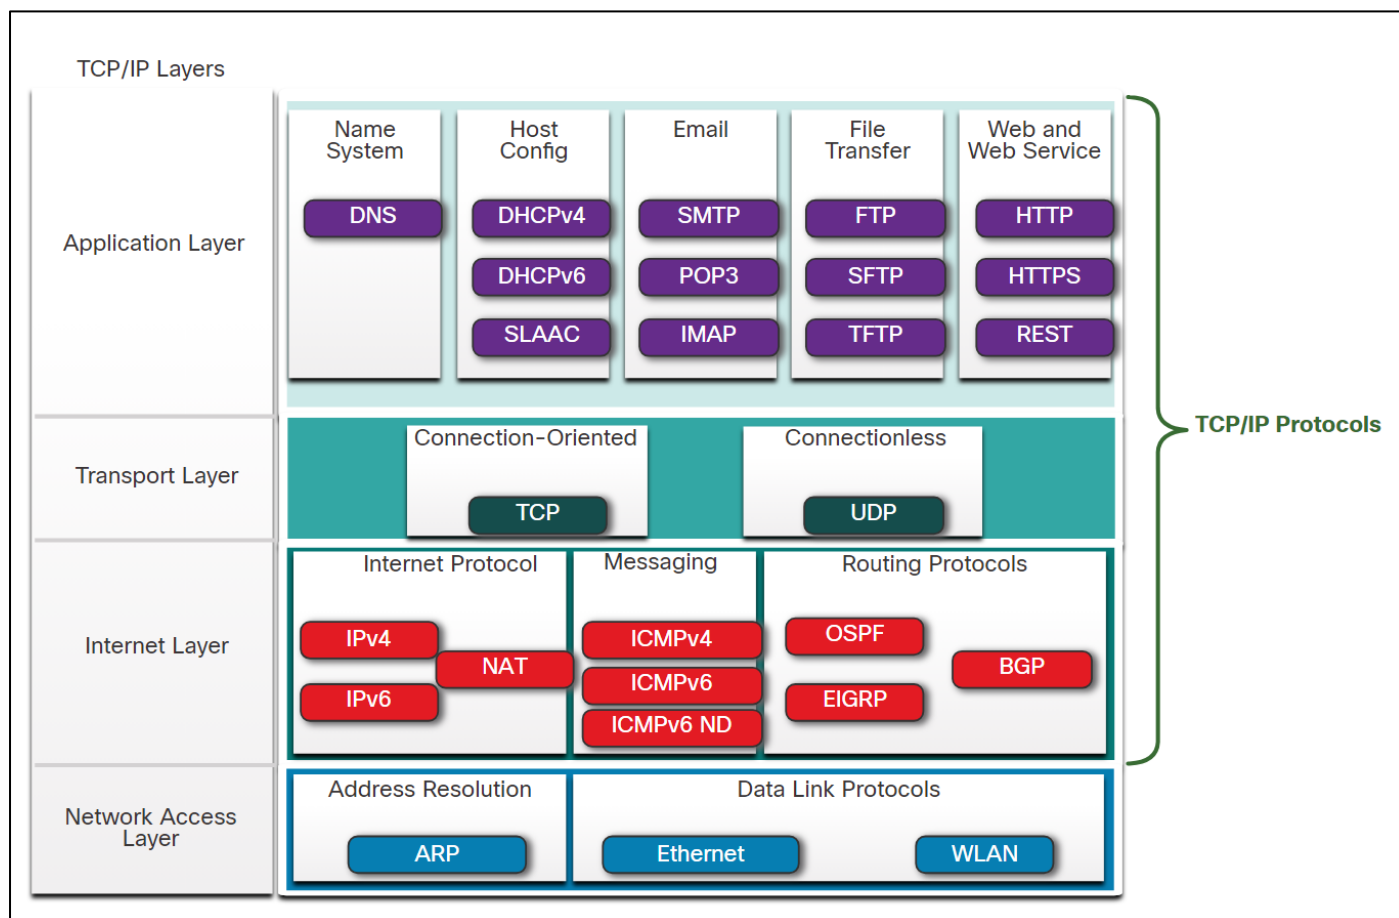 TCP/IP Layers
Application Layer
Name
System
DNS
Host
Config
DHCPv4
DHCPv6
SLAAC
Email
SMTP
POP3
IMAP
File
Transfer
FTP
SFTP
TFTP
Web and
Web Service
HTTP
HTTPS
REST
TCP/IP Protocols
Transport Layer
Connection-Oriented
TCP
Connectionless
UDP
Internet Layer
Internet Protocol
IPv4
NAT
IPv6
Messaging
ICMPv4
ICMPv6
ICMPv6 ND
Routing Protocols
OSPF
BGP
EIGRP
Network Access
Layer
Address Resolution
ARP
Data Link Protocols
Ethernet
WLAN